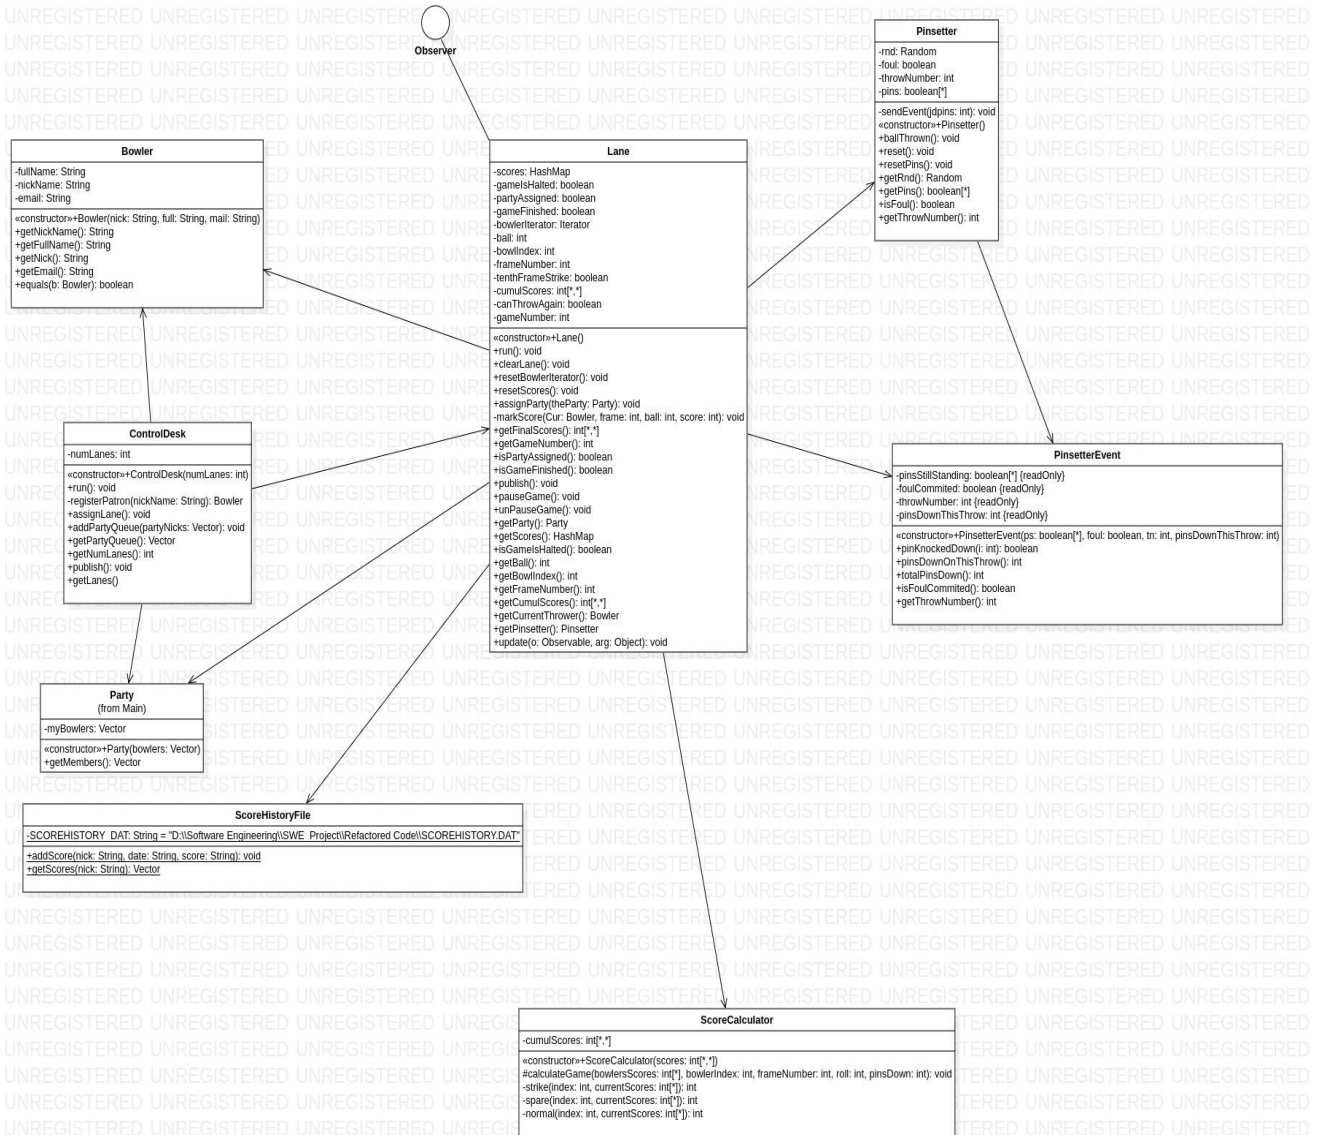 Observer
Pinsetter
-rnd: Random
-foul: boolean
-throwNumber: int
-pins: boolean[*]
-sendEvent(jdpins: int): void
«constructor»+Pinsetter()
+ballThrown(): void
+reset(): void
+resetPins(): void
+getRnd(): Random
+getPins(): boolean[*]
+isFoul(): boolean
+getThrowNumber(): int
Bowler
-fullName: String
-nickName: String
-email: String
«constructor»+Bowler(nick: String, full: String, mail: String)
+getNickName(): String
+getFullName(): String
+getNick(): String
+getEmail(): String
+equals(b: Bowler): boolean
Lane
-scores: HashMap
-gameIsHalted: boolean
-partyAssigned: boolean
-gameFinished: boolean
-bowlerIterator: Iterator
-ball: int
-bowlIndex: int
-frameNumber: int
-tenthFrameStrike: boolean
-cumulScores: int[*,*]
-canThrowAgain: boolean
-gameNumber: int
«constructor»+Lane()
+run(): void
+clearLane(): void
+resetBowlerIterator(): void
+resetScores(): void
+assignParty(theParty: Party): void
-markScore(Cur: Bowler, frame: int, ball: int, score: int): void
+getFinalScores(): int[*,*]
+getGameNumber(): int
+isPartyAssigned(): boolean
+isGameFinished(): boolean
+publish(): void
+pauseGame(): void
+unPauseGame(): void
+getParty(): Party
+getScores(): HashMap
+isGameIsHalted(): boolean
+getBall(): int
+getBowlIndex(): int
+getFrameNumber(): int
+getCumulScores(): int[*,*]
+getCurrentThrower(): Bowler
+getPinsetter(): Pinsetter
+update(o: Observable, arg: Object): void
ControlDesk
-numLanes: int
«constructor»+ControlDesk(numLanes: int)
+run(): void
-registerPatron(nickName: String): Bowler
+assignLane(): void
+addPartyQueue(partyNicks: Vector): void
+getPartyQueue(): Vector
+getNumLanes(): int
+publish(): void
+getLanes()
PinsetterEvent
-pinsStillStanding: boolean[*] {readOnly}
-foulCommited: boolean {readOnly}
-throwNumber: int {readOnly}
-pinsDownThisThrow: int {readOnly}
«constructor»+PinsetterEvent(ps: boolean[*], foul: boolean, tn: int, pinsDownThisThrow: int)
+pinKnockedDown(i: int): boolean
+pinsDownOnThisThrow(): int
+totalPinsDown(): int
+isFoulCommited(): boolean
+getThrowNumber(): int
Party
(from Main)
-myBowlers: Vector
«constructor»+Party(bowlers: Vector)
+getMembers(): Vector
ScoreHistoryFile
-SCOREHISTORY_DAT: String = "D:\\Software Engineering\\SWE_Project\\Refactored Code\\SCOREHISTORY.DAT"
+addScore(nick: String, date: String, score: String): void
+getScores(nick: String): Vector
ScoreCalculator
-cumulScores: int[*,*]
«constructor»+ScoreCalculator(scores: int[*,*])
#calculateGame(bowlersScores: int[*], bowlerIndex: int, frameNumber: int, roll: int, pinsDown: int): void
-strike(index: int, currentScores: int[*]): int
-spare(index: int, currentScores: int[*]): int
-normal(index: int, currentScores: int[*]): int
UNREGISTERED